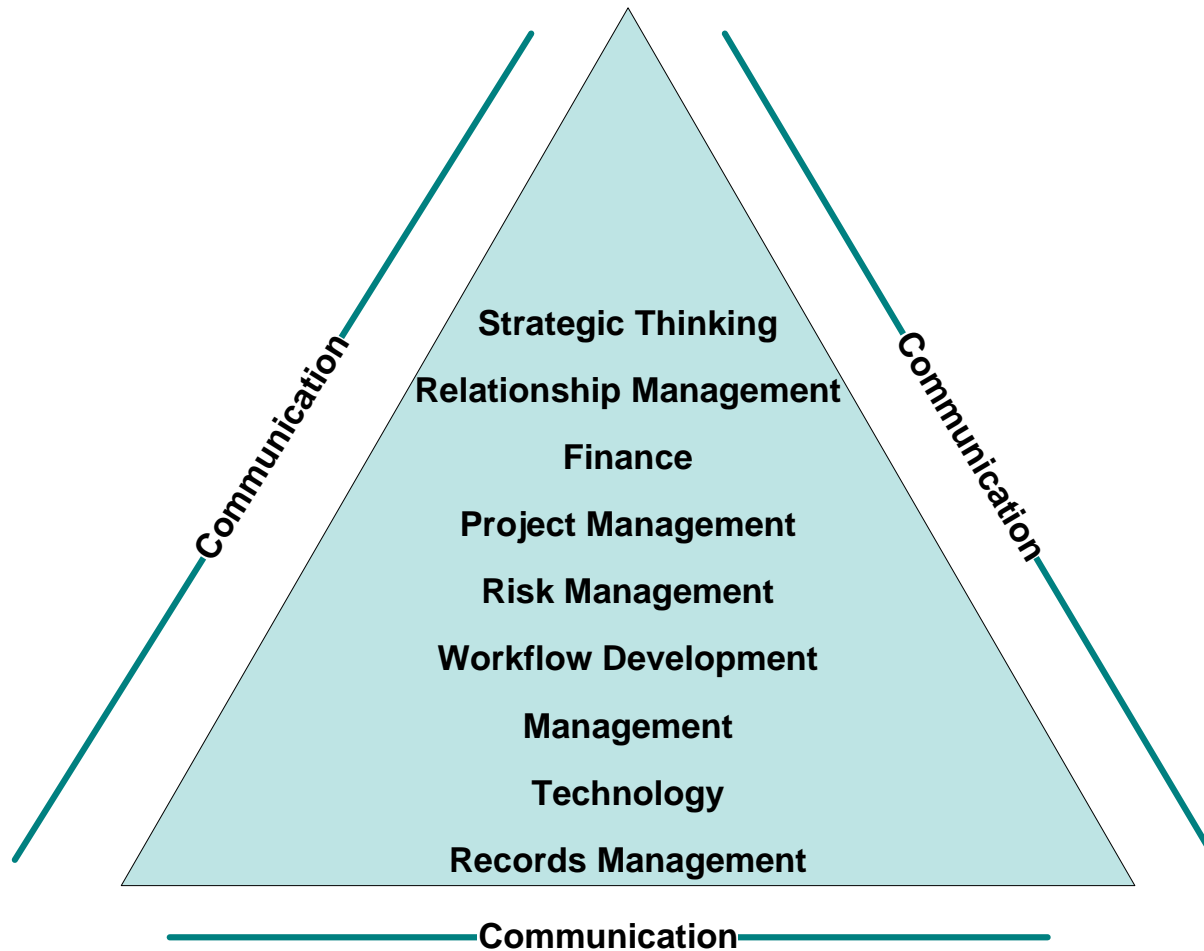 Strategic Thinking
Relationship Management
Finance
Project Management
Risk Management
Workflow Development
Management
Technology
Records Management
Communication
Communication
Communication